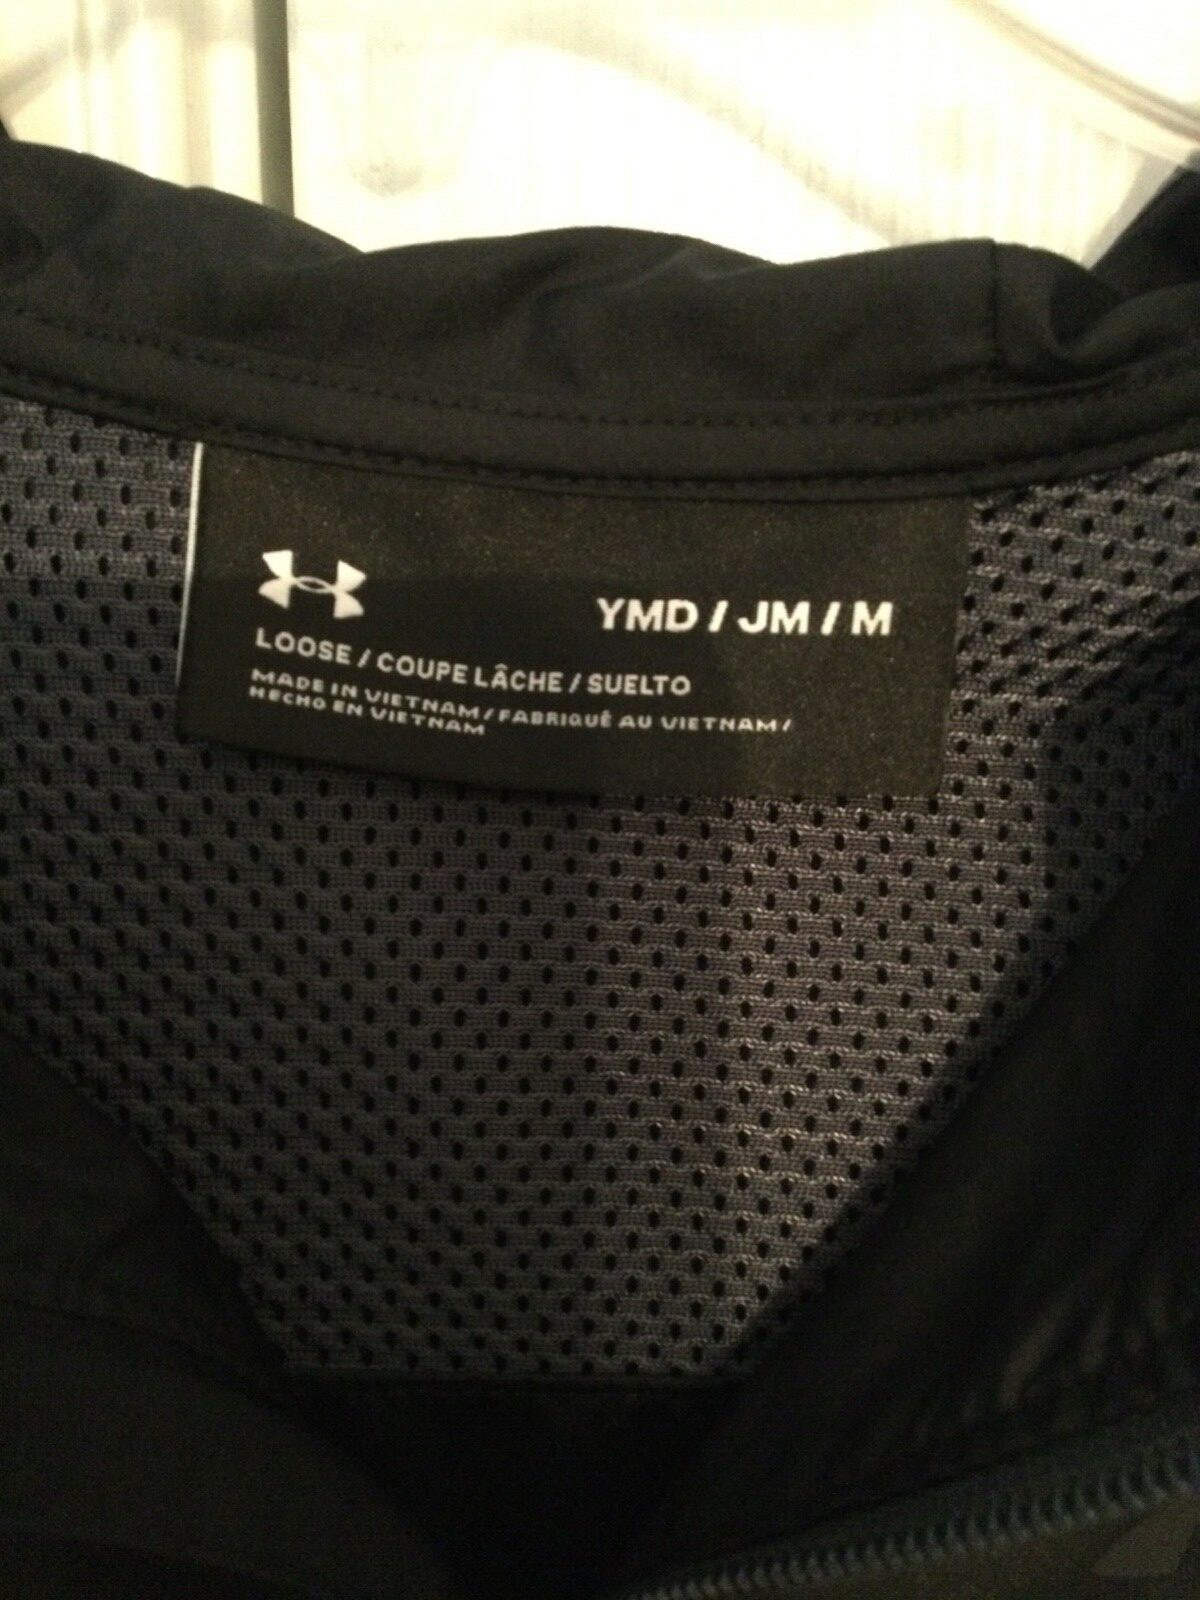 YMD / JM / M
LOOSE / COUPE LÂCHE / SUELTO
MADE IN VIETNAM / FABRIQUÉ AU VIETNAM /
HECHO EN VIETNAM